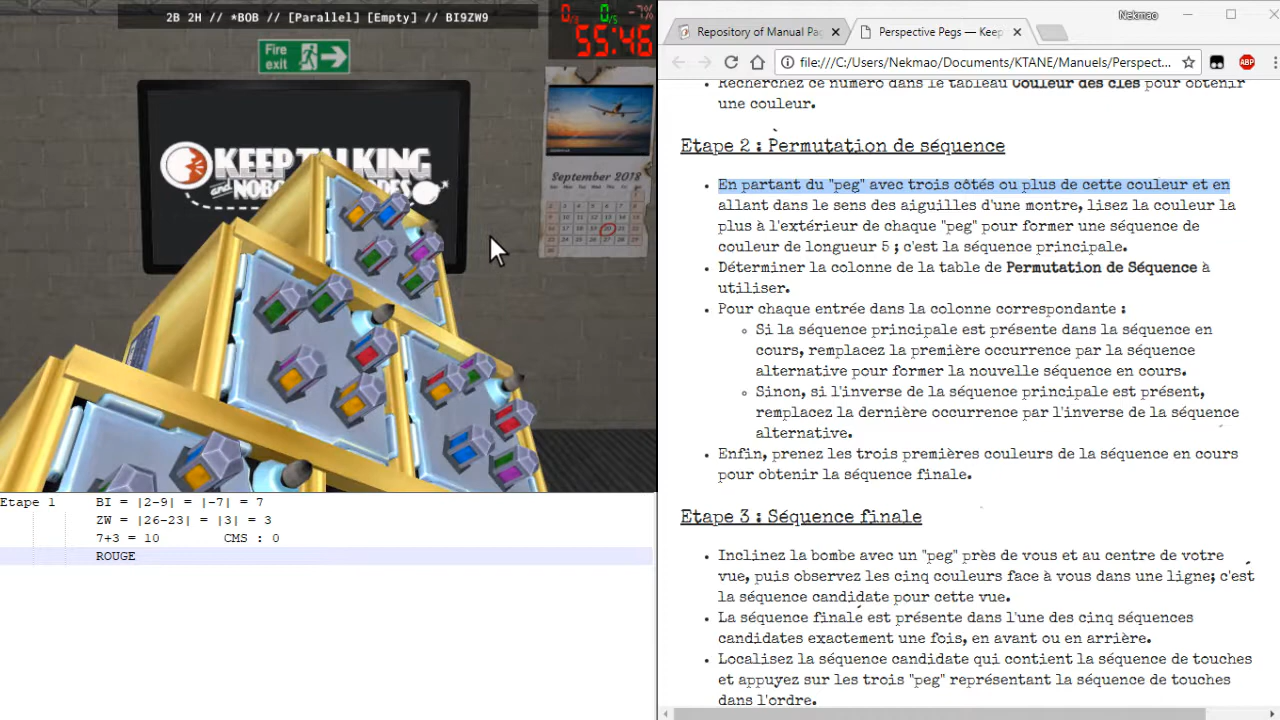 2B 2H // *BOB // [Parallel] [Empty] // BI9ZW9
0/3 0/5 -7%
55:46
Fire
exit
KEEP TALKING
and
September 2018
Etape 1 BI = |2-9| = |-7| = 7
ZW = |26-23| = |3| = 3
7+3 = 10 CMS : 0
ROUGE
Nekmao
Repository of Manual Pag
Perspective Pegs — Keep
file:///C:/Users/Nekmao/Documents/KTANE/Manuels/Perspect...
ABP
Recherchez ce numéro dans le tableau Couleur des clés pour obtenir
une couleur.
Etape 2 : Permutation de séquence
En partant du "peg" avec trois côtés ou plus de cette couleur et en
allant dans le sens des aiguilles d'une montre, lisez la couleur la
plus à l'extérieur de chaque "peg" pour former une séquence de
couleur de longueur 5 ; c'est la séquence principale.
Déterminer la colonne de la table de Permutation de Séquence à
utiliser.
Pour chaque entrée dans la colonne correspondante :
Si la séquence principale est présente dans la séquence en
cours, remplacez la première occurrence par la séquence
alternative pour former la nouvelle séquence en cours.
Sinon, si l'inverse de la séquence principale est présent,
remplacez la dernière occurrence par l'inverse de la séquence
alternative.
Enfin, prenez les trois premières couleurs de la séquence en cours
pour obtenir la séquence finale.
Etape 3 : Séquence finale
Inclinez la bombe avec un "peg" près de vous et au centre de votre
vue, puis observez les cinq couleurs face à vous dans une ligne; c'est
la séquence candidate pour cette vue.
La séquence finale est présente dans l'une des cinq séquences
candidates exactement une fois, en avant ou en arrière.
Localisez la séquence candidate qui contient la séquence de touches
et appuyez sur les trois "peg" représentant la séquence de touches
dans l'ordre.